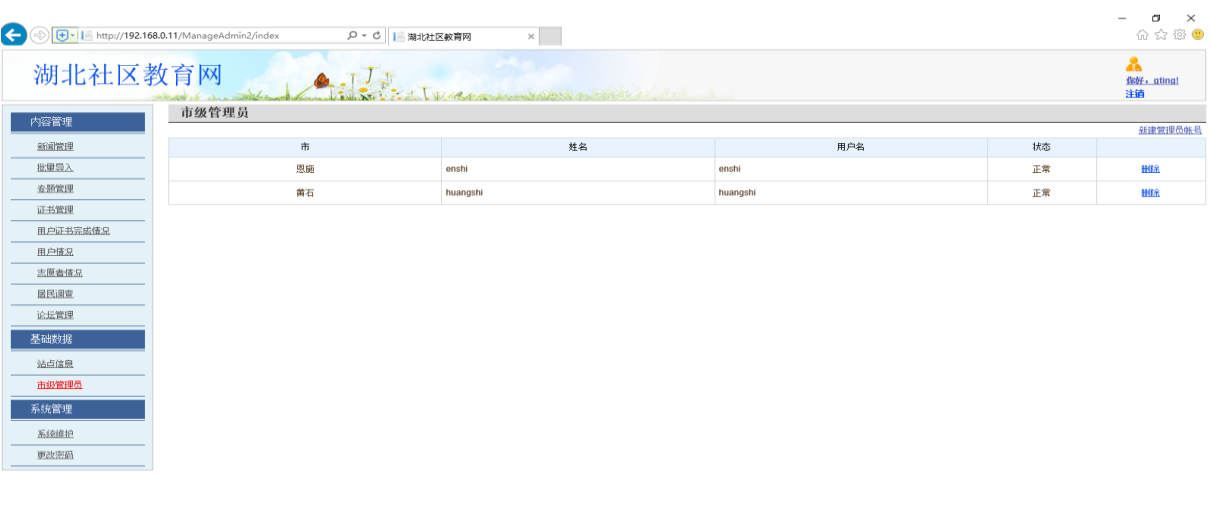 http://192.168.0.11/ManageAdmin2/index
湖北社区教育网
湖北社区教育网
你好，qting!
注销
内容管理
新闻管理
批量导入
专题管理
证书管理
用户证书完成情况
用户情况
志愿者情况
居民调查
论坛管理
基础数据
站点信息
市级管理员
系统管理
系统维护
更改密码
市级管理员
新建管理员帐号
市 姓名 用户名 状态
恩施 enshi enshi 正常 删除
黄石 huangshi huangshi 正常 删除